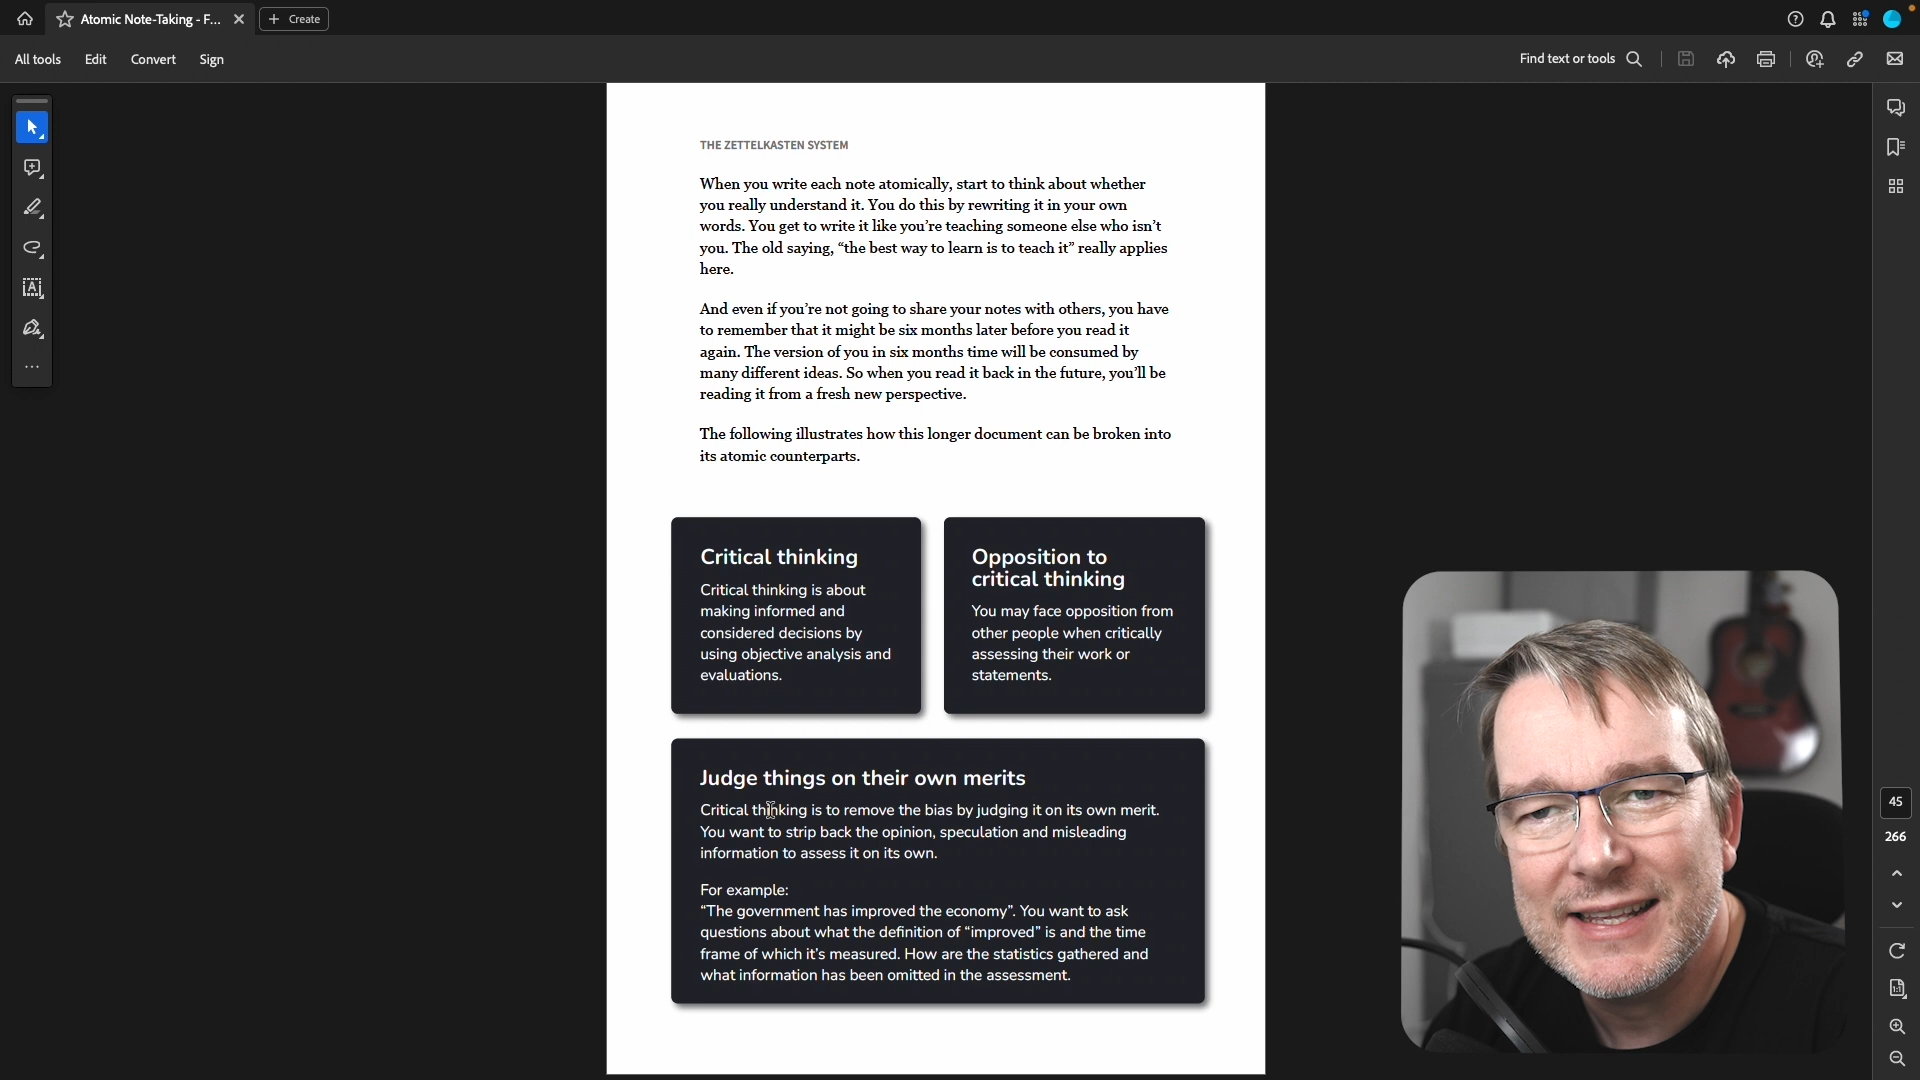 Atomic Note-Taking - F...
Create
All tools
Edit
Convert
Sign
Find text or tools
THE ZETTELKASTEN SYSTEM
When you write each note atomically, start to think about whether
you really understand it. You do this by rewriting it in your own
words. You get to write it like you’re teaching someone else who isn’t
you. The old saying, “the best way to learn is to teach it” really applies
here.
And even if you’re not going to share your notes with others, you have
to remember that it might be six months later before you read it
again. The version of you in six months time will be consumed by
many different ideas. So when you read it back in the future, you’ll be
reading it from a fresh new perspective.
The following illustrates how this longer document can be broken into
its atomic counterparts.
Critical thinking
Critical thinking is about
making informed and
considered decisions by
using objective analysis and
evaluations.
Opposition to
critical thinking
You may face opposition from
other people when critically
assessing their work or
statements.
Judge things on their own merits
Critical thinking is to remove the bias by judging it on its own merit.
You want to strip back the opinion, speculation and misleading
information to assess it on its own.
For example:
“The government has improved the economy”. You want to ask
questions about what the definition of “improved” is and the time
frame of which it’s measured. How are the statistics gathered and
what information has been omitted in the assessment.
45
266